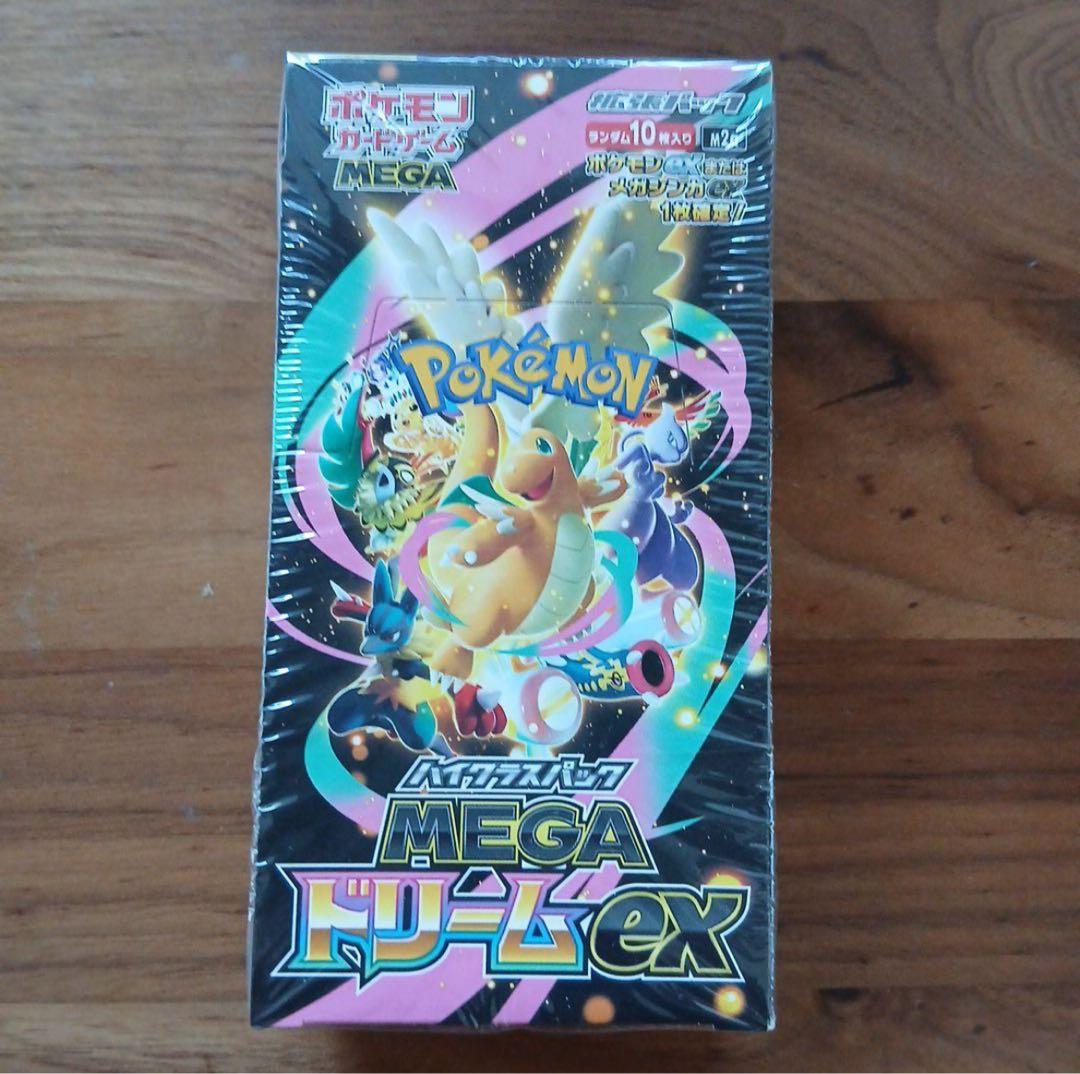 ポケモン
カードゲーム
MEGA
拡張パック
ランダム10枚入り M2a
ポケモンexまたは
メガシンカex
1枚確定!
POKéMON
ハイクラスパック
MEGA
ドリームex